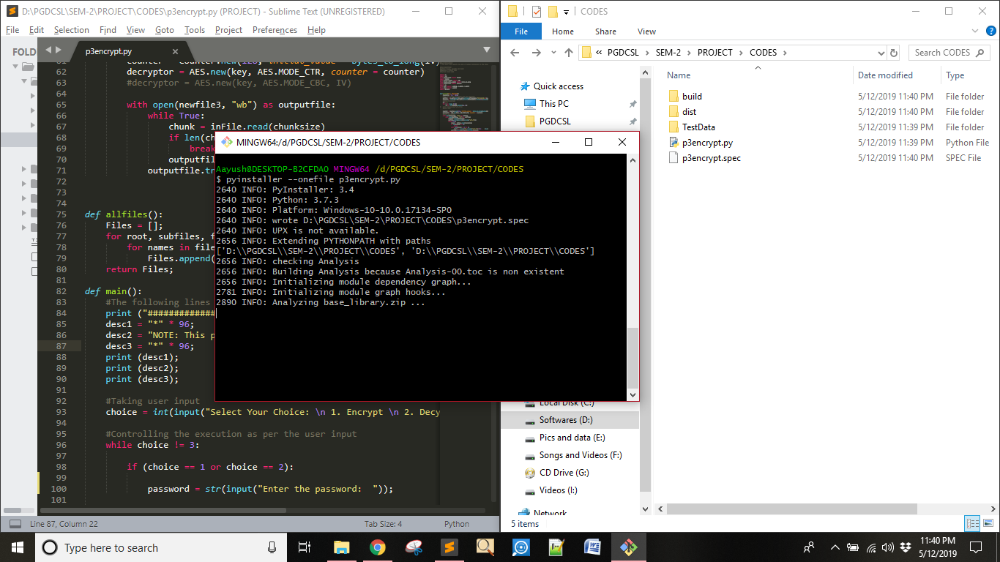 D:\PGDCSL\SEM-2\PROJECT\CODES\p3encrypt.py (PROJECT) - Sublime Text (UNREGISTERED)
File Edit Selection Find View Goto Tools Project Preferences Help
FOLD
p3encrypt.py
62 decryptor = AES.new(key, AES.MODE_CTR, counter = counter)
63 #decryptor = AES.new(key, AES.MODE_CBC, IV)
64
65 with open(newfile3, "wb") as outputfile:
66 while True:
67 chunk = inFile.read(chunksize)
68 if len(ch
69 break
70 outputfil
71 outputfile.tr
72
73
74
75 def allfiles():
76 Files = [];
77 for root, subfiles, f
78 for names in file
79 Files.append(
80 return Files;
81
82 def main():
83 #The following lines
84 print ("#############
85 desc1 = "*" * 96;
86 desc2 = "NOTE: This p
87 desc3 = "*" * 96;
88 print (desc1);
89 print (desc2);
90 print (desc3);
91
92 #Taking user input
93 choice = int(input("Select Your Choice: \n 1. Encrypt \n 2. Decy
94
95 #Controlling the execution as per the user input
96 while choice != 3:
97
98 if (choice == 1 or choice == 2):
99
100 password = str(input("Enter the password:  "));
101
Line 87, Column 22 Tab Size: 4 Python
MINGW64:/d/PGDCSL/SEM-2/PROJECT/CODES
Aayush@DESKTOP-B2CFDAO MINGW64 /d/PGDCSL/SEM-2/PROJECT/CODES
$ pyinstaller --onefile p3encrypt.py
2640 INFO: PyInstaller: 3.4
2640 INFO: Python: 3.7.3
2640 INFO: Platform: Windows-10-10.0.17134-SP0
2640 INFO: wrote D:\PGDCSL\SEM-2\PROJECT\CODES\p3encrypt.spec
2640 INFO: UPX is not available.
2656 INFO: Extending PYTHONPATH with paths
['D:\\PGDCSL\\SEM-2\\PROJECT\\CODES', 'D:\\PGDCSL\\SEM-2\\PROJECT\\CODES']
2656 INFO: checking Analysis
2656 INFO: Building Analysis because Analysis-00.toc is non existent
2656 INFO: Initializing module dependency graph...
2781 INFO: Initializing module graph hooks...
2890 INFO: Analyzing base_library.zip ...
CODES
File Home Share View
« PGDCSL › SEM-2 › PROJECT › CODES ›
Search CODES
Quick access
This PC
PGDCSL
Local Disk (C:)
Softwares (D:)
Pics and data (E:)
Songs and Videos (F:)
CD Drive (G:)
Videos (I:)
Network
Name Date modified Type
build 5/12/2019 11:40 PM File folder
dist 5/12/2019 11:40 PM File folder
TestData 5/12/2019 11:39 PM File folder
p3encrypt.py 5/12/2019 11:39 PM Python File
p3encrypt.spec 5/12/2019 11:40 PM SPEC File
5 items
Type here to search
11:40 PM
5/12/2019